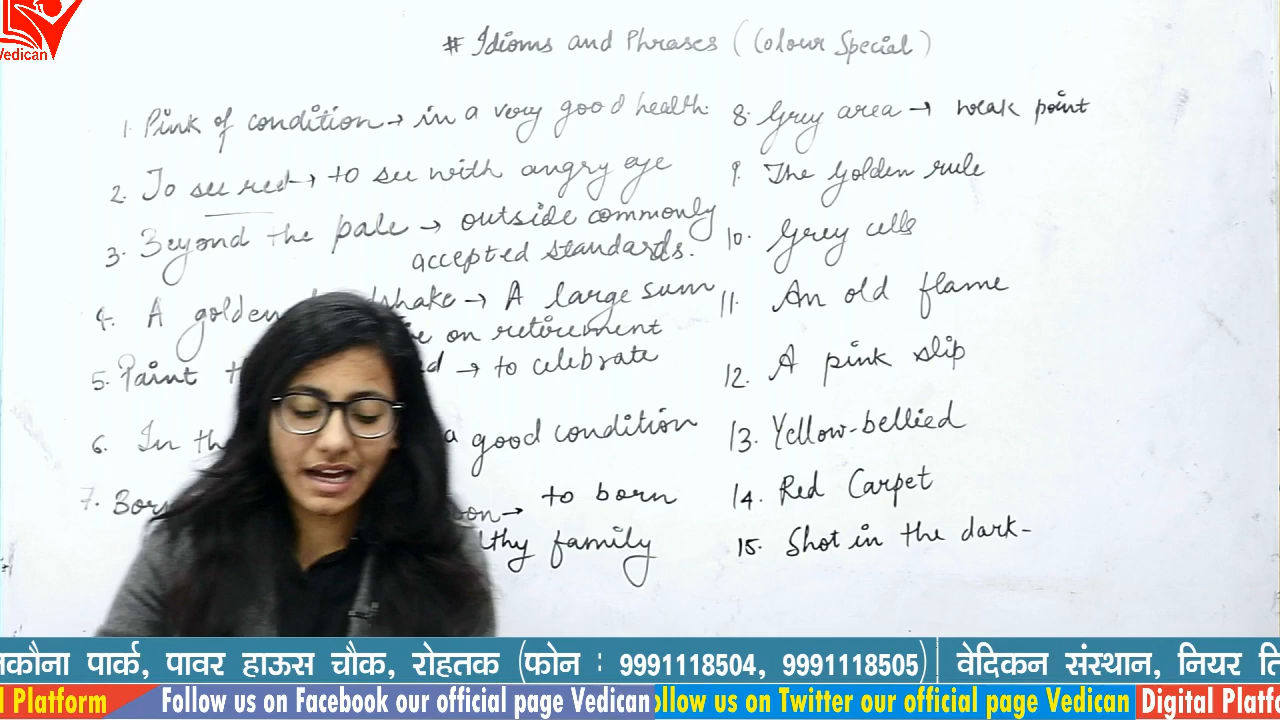 Vedican
# Idioms and Phrases (Colour Special)
1. Pink of condition → in a very good health.
2. To see red → to see with angry eye
3. Beyond the pale → outside commonly
accepted standards.
4. A golden shake → A large sum
on retirement
5. Paint → to celebrate
6. In a good condition
7. → to born
family
8. Grey area → weak point
9. The Golden rule
10. Grey cells
11. An old flame
12. A pink slip
13. Yellow-bellied
14. Red Carpet
15. Shot in the dark-
पार्क, पावर हाऊस चौक, रोहतक (फोन : 9991118504, 9991118505) | वेदिकन संस्थान, नियर
Platform Follow us on Facebook our official page Vedican us on Twitter our official page Vedican Digital